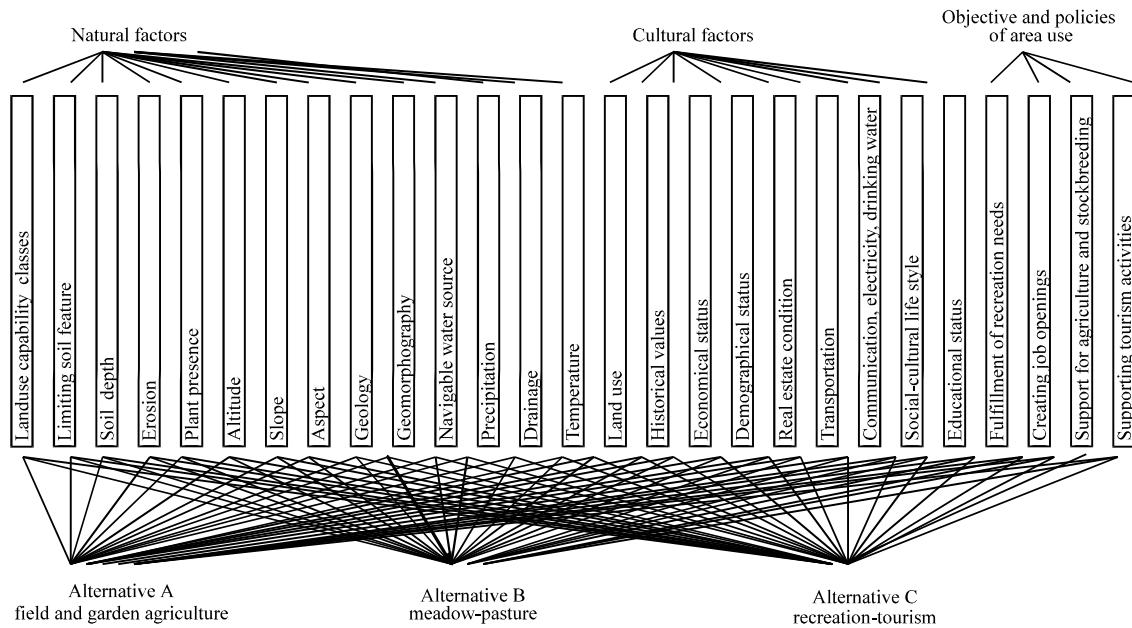 Natural factors
Cultural factors
Objective and policies
of area use
Landuse capability classes
Limiting soil feature
Soil depth
Erosion
Plant presence
Altitude
Slope
Aspect
Geology
Geomorphography
Navigable water source
Prcipitation
Drainage
Temperature
Land use
Historical values
Economical status
Demographical status
Real estate condition
Transportation
Communication, electricity, drinking water
Social-cultural life style
Educational status
Fulfillment of recreation needs
Creating job openings
Support for agriculture and stockbreeding
Supporting tourism activities
Alternative A
field and garden agriculture
Alternative B
meadow-pasture
Alternative C
recreation-tourism